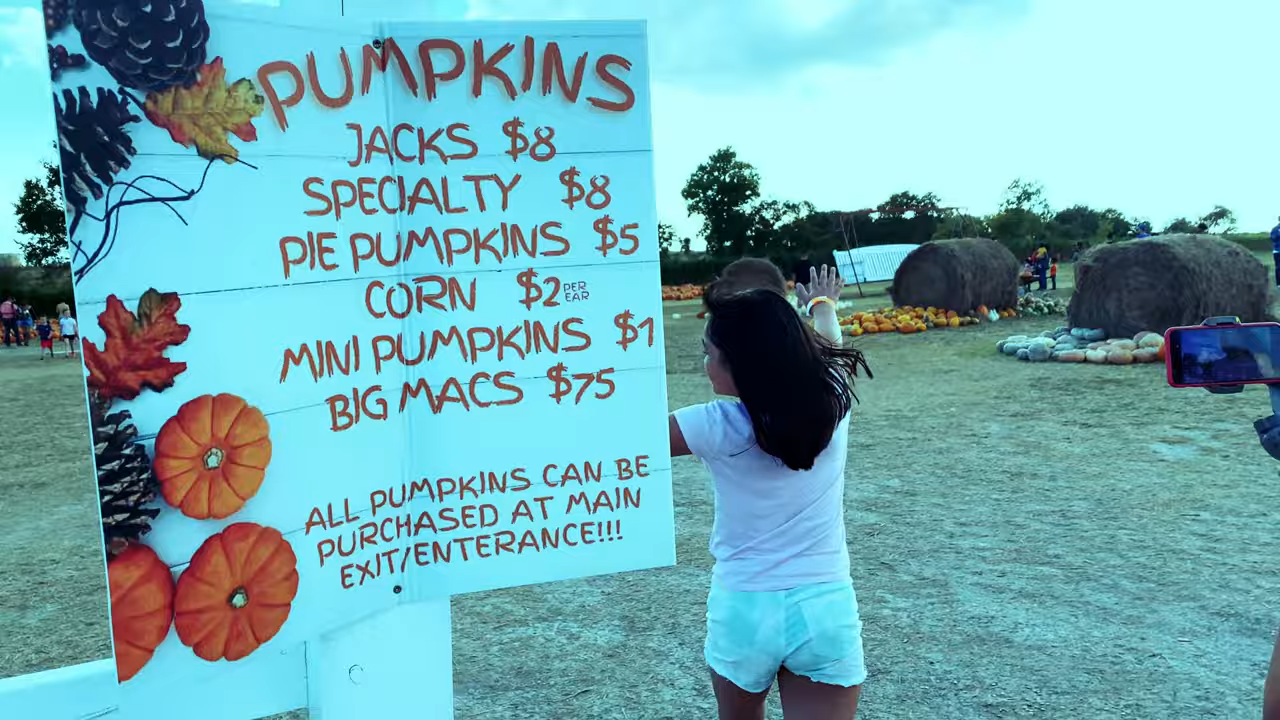 PUMPKINS
JACKS $8
SPECIALTY $8
PIE PUMPKINS $5
CORN $2 PER EAR
MINI PUMPKINS $1
BIG MACS $75
ALL PUMPKINS CAN BE
PURCHASED AT MAIN
EXIT/ENTERANCE!!!